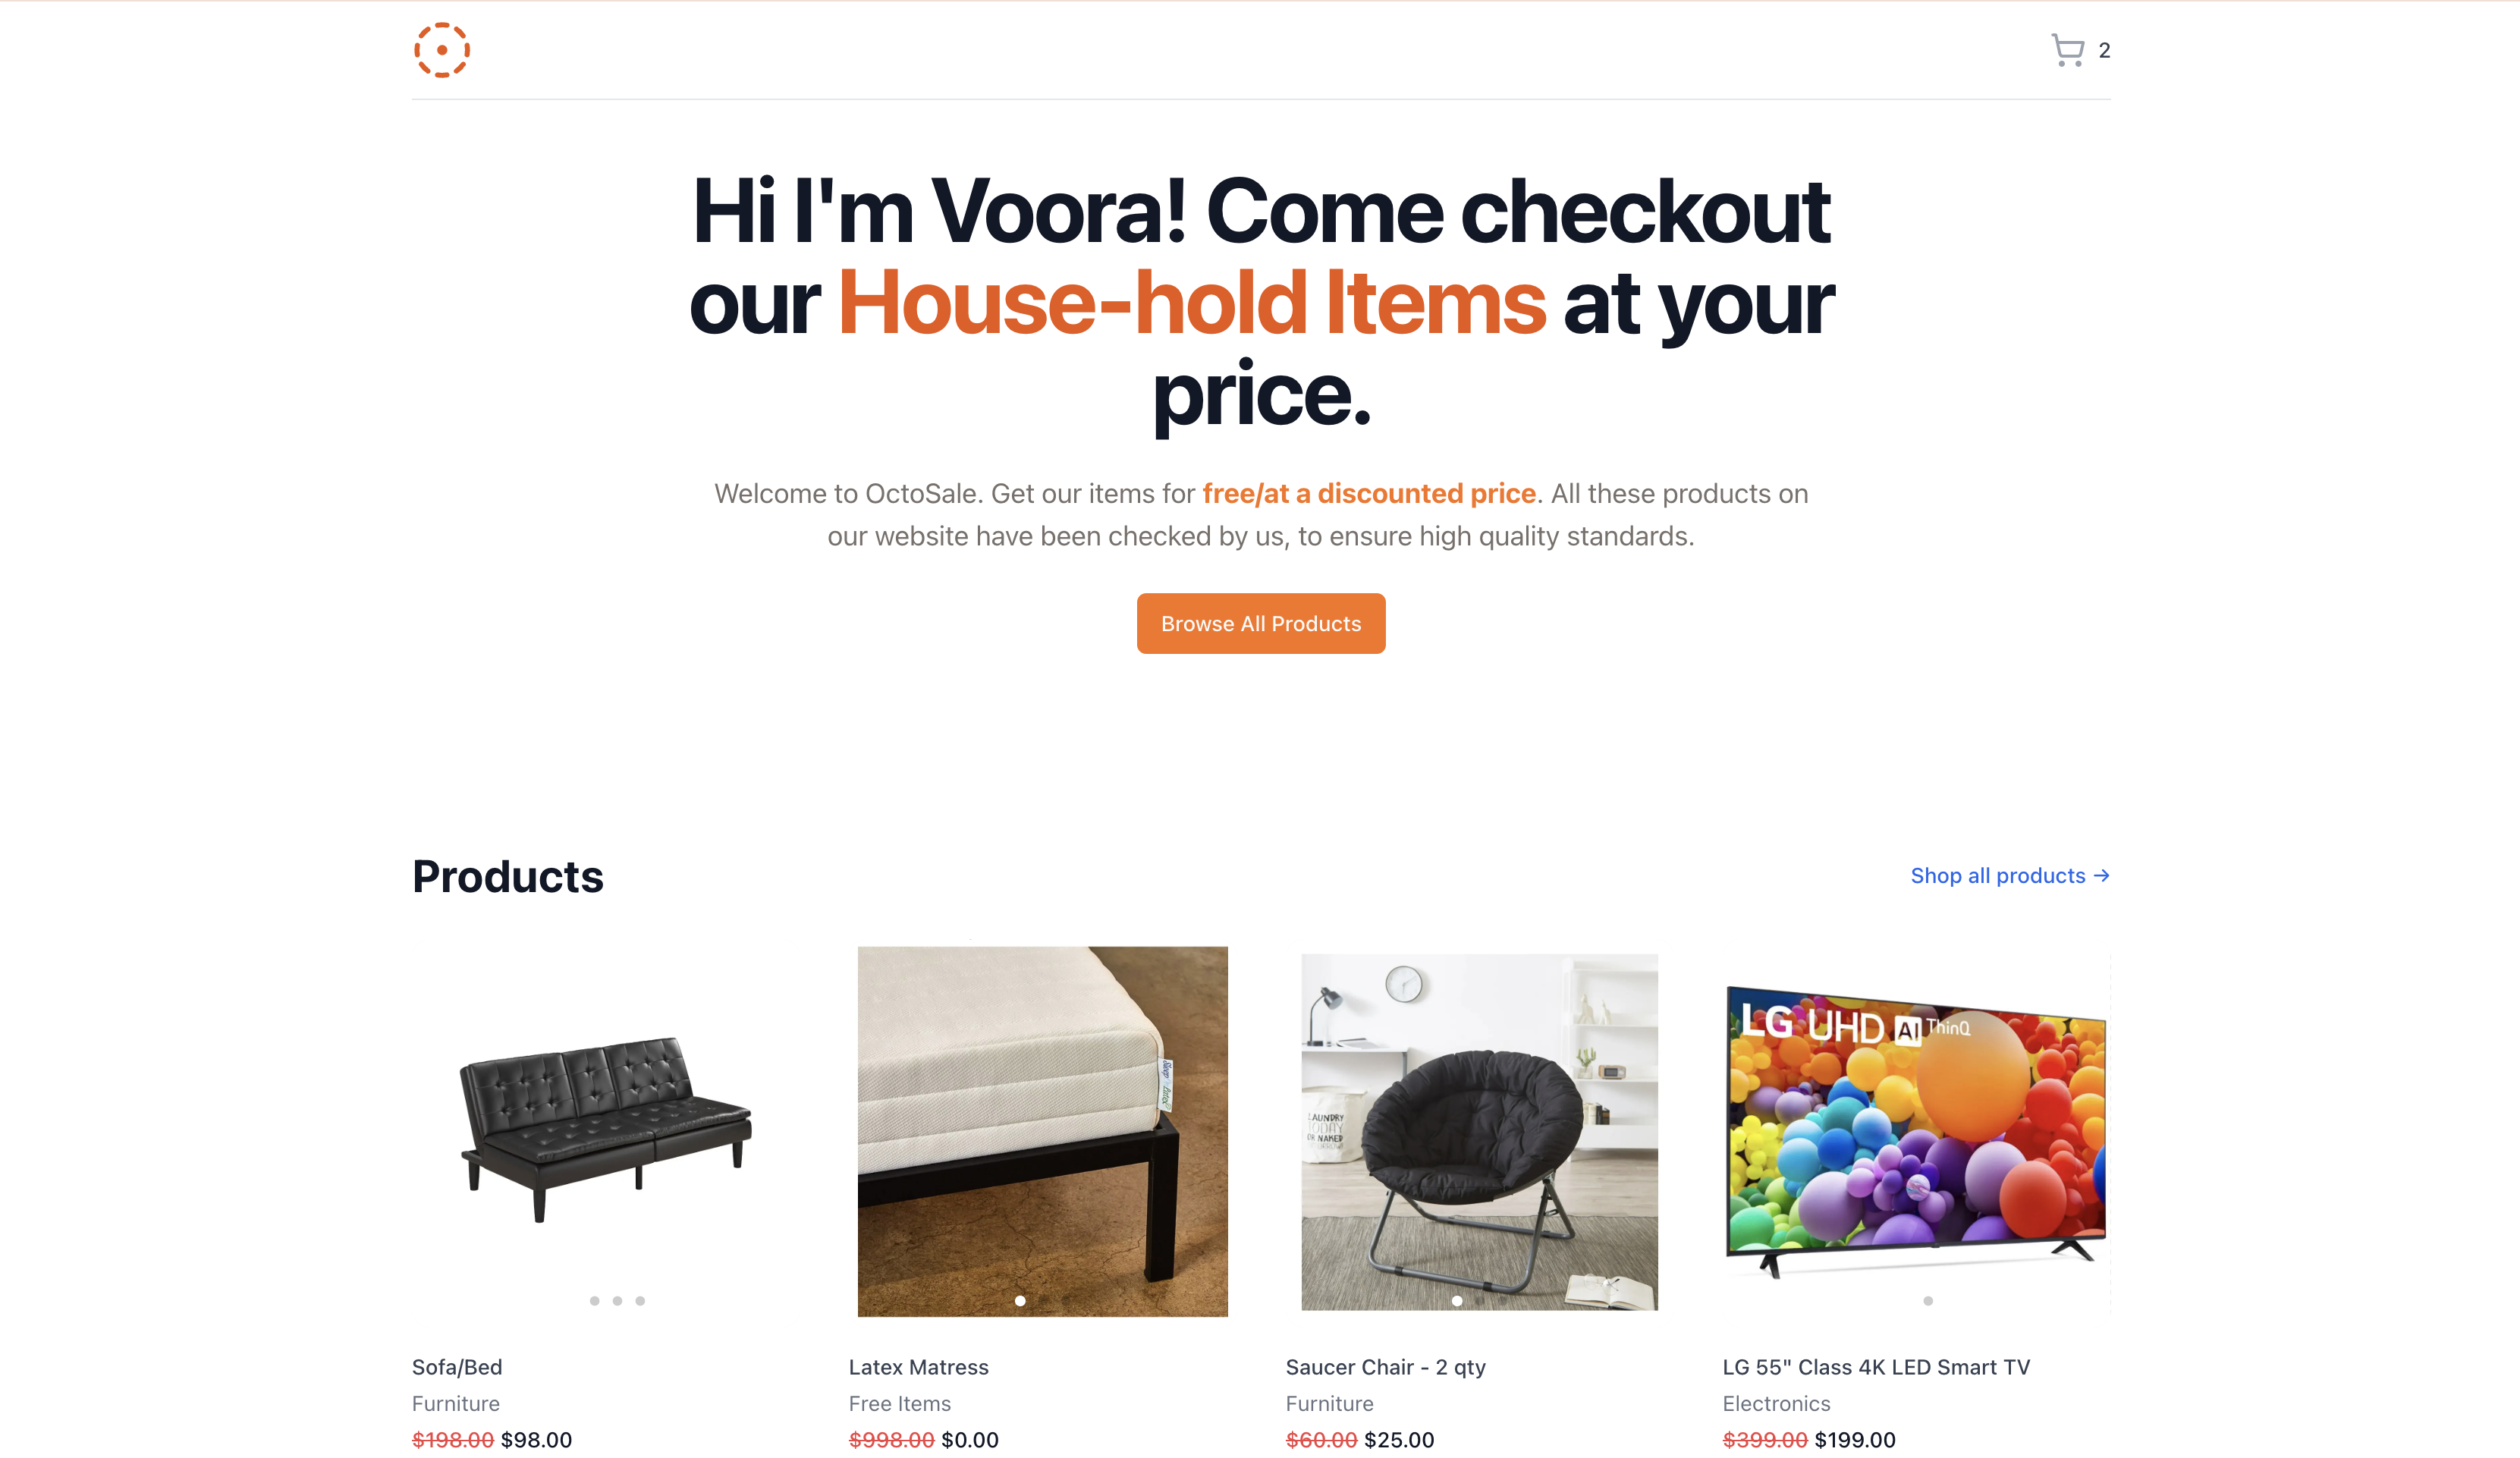 2
Hi I'm Voora! Come checkout
our House-hold Items at your
price.
Welcome to OctoSale. Get our items for free/at a discounted price. All these products on
our website have been checked by us, to ensure high quality standards.
Browse All Products
Products
Shop all products →
LAUNDRY
TODAY
OR NAKED
LG UHD AI ThinQ
Sofa/Bed
Furniture
$198.00 $98.00
Latex Matress
Free Items
$998.00 $0.00
Saucer Chair - 2 qty
Furniture
$60.00 $25.00
LG 55" Class 4K LED Smart TV
Electronics
$399.00 $199.00